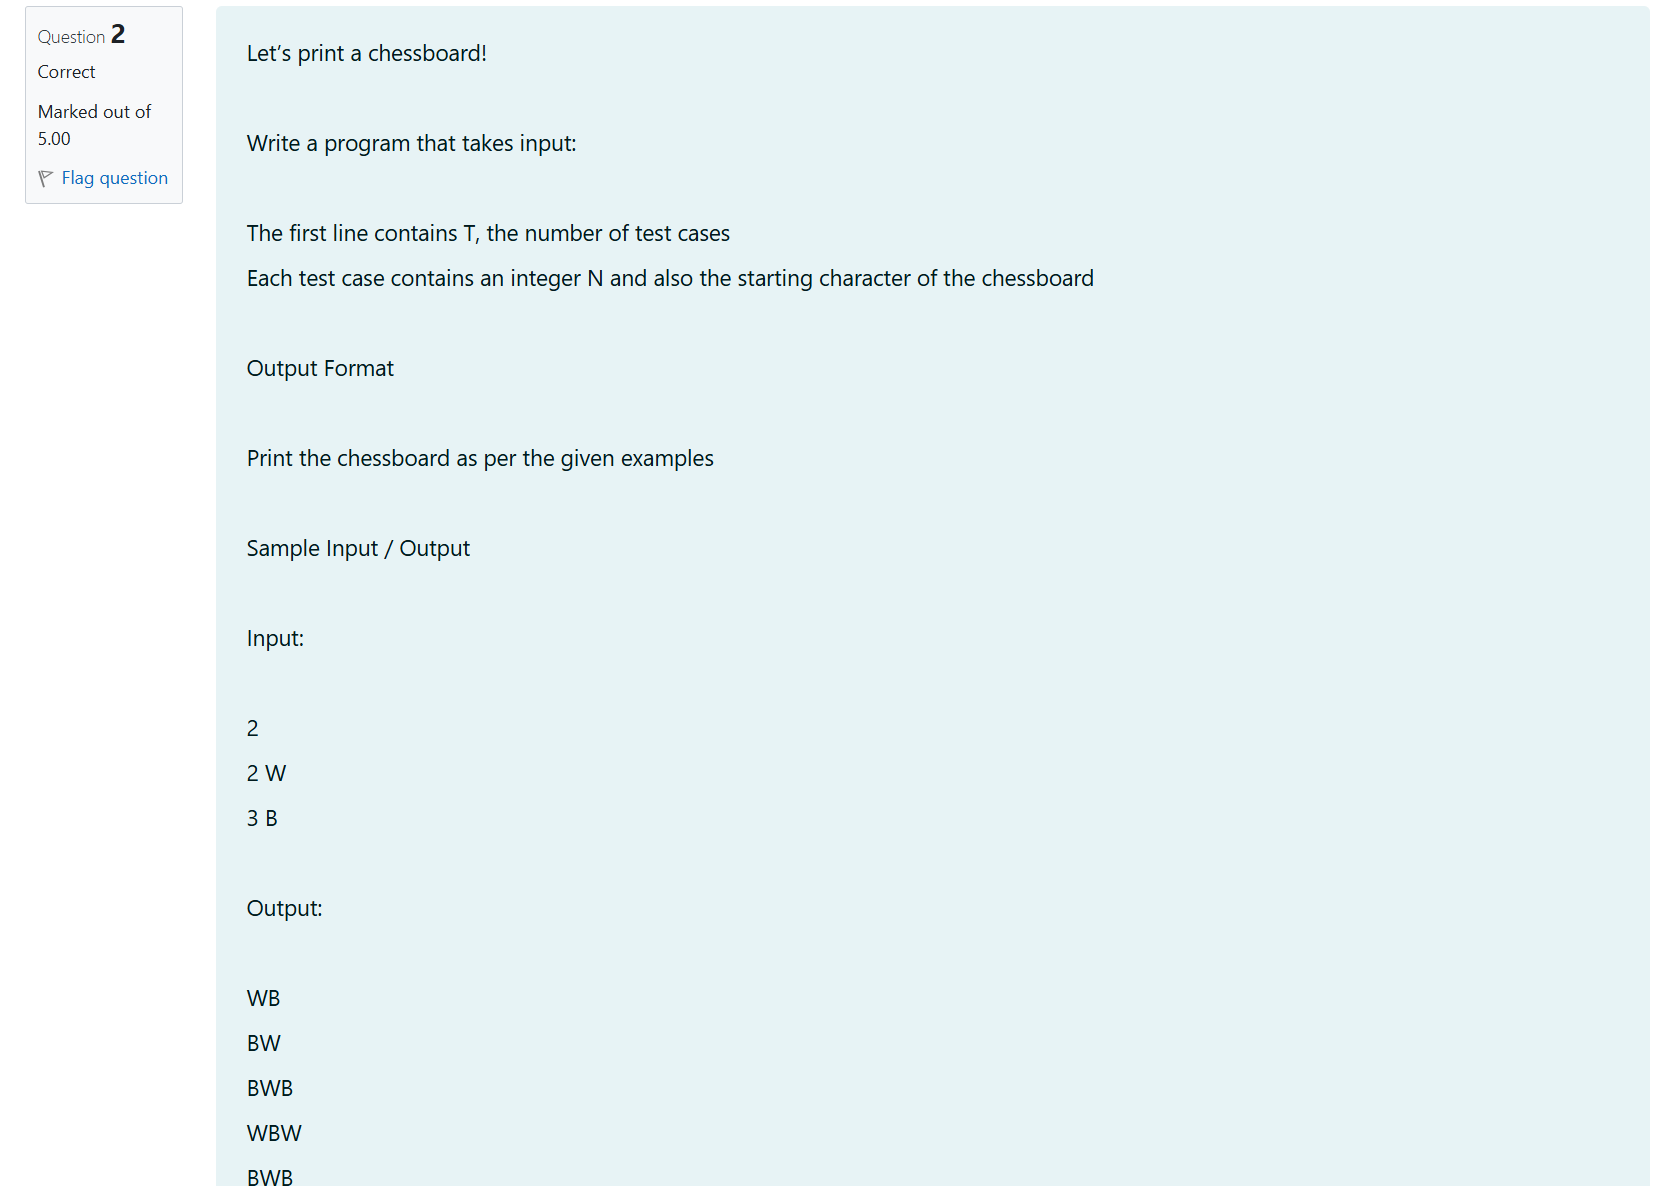 Question 2
Correct
Marked out of
5.00
Flag question
Let’s print a chessboard!
Write a program that takes input:
The first line contains T, the number of test cases
Each test case contains an integer N and also the starting character of the chessboard
Output Format
Print the chessboard as per the given examples
Sample Input / Output
Input:
2
2 W
3 B
Output:
WB
BW
BWB
WBW
BWB